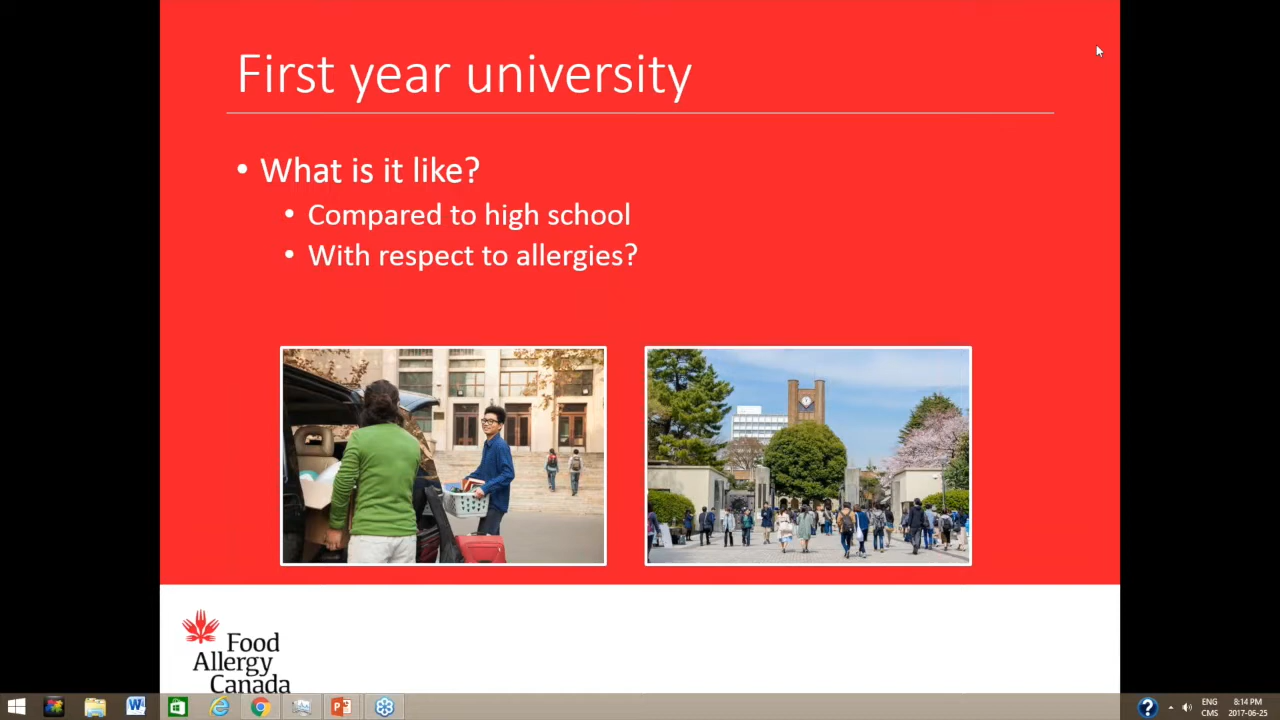 First year university
• What is it like?
• Compared to high school
• With respect to allergies?
Food
Allergy
Canada
ENG
CMS
8:14 PM
2017-06-25